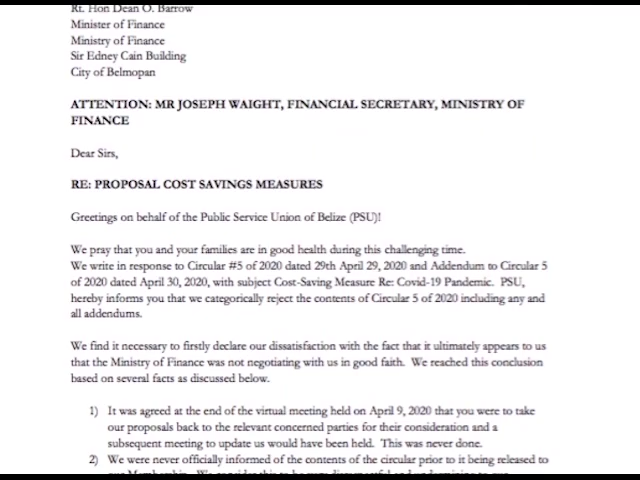 Rt. Hon Dean O. Barrow
Minister of Finance
Ministry of Finance
Sir Edney Cain Building
City of Belmopan
ATTENTION: MR JOSEPH WAIGHT, FINANCIAL SECRETARY, MINISTRY OF
FINANCE
Dear Sirs,
RE: PROPOSAL COST SAVINGS MEASURES
Greetings on behalf of the Public Service Union of Belize (PSU)!
We pray that you and your families are in good health during this challenging time.
We write in response to Circular #5 of 2020 dated 29th April 29, 2020 and Addendum to Circular 5
of 2020 dated April 30, 2020, with subject Cost-Saving Measure Re: Covid-19 Pandemic. PSU,
hereby informs you that we categorically reject the contents of Circular 5 of 2020 including any and
all addendums.
We find it necessary to firstly declare our dissatisfaction with the fact that it ultimately appears to us
that the Ministry of Finance was not negotiating with us in good faith. We reached this conclusion
based on several facts as discussed below.
1) It was agreed at the end of the virtual meeting held on April 9, 2020 that you were to take
our proposals back to the relevant concerned parties for their consideration and a
subsequent meeting to update us would have been held. This was never done.
2) We were never officially informed of the contents of the circular prior to it being released to